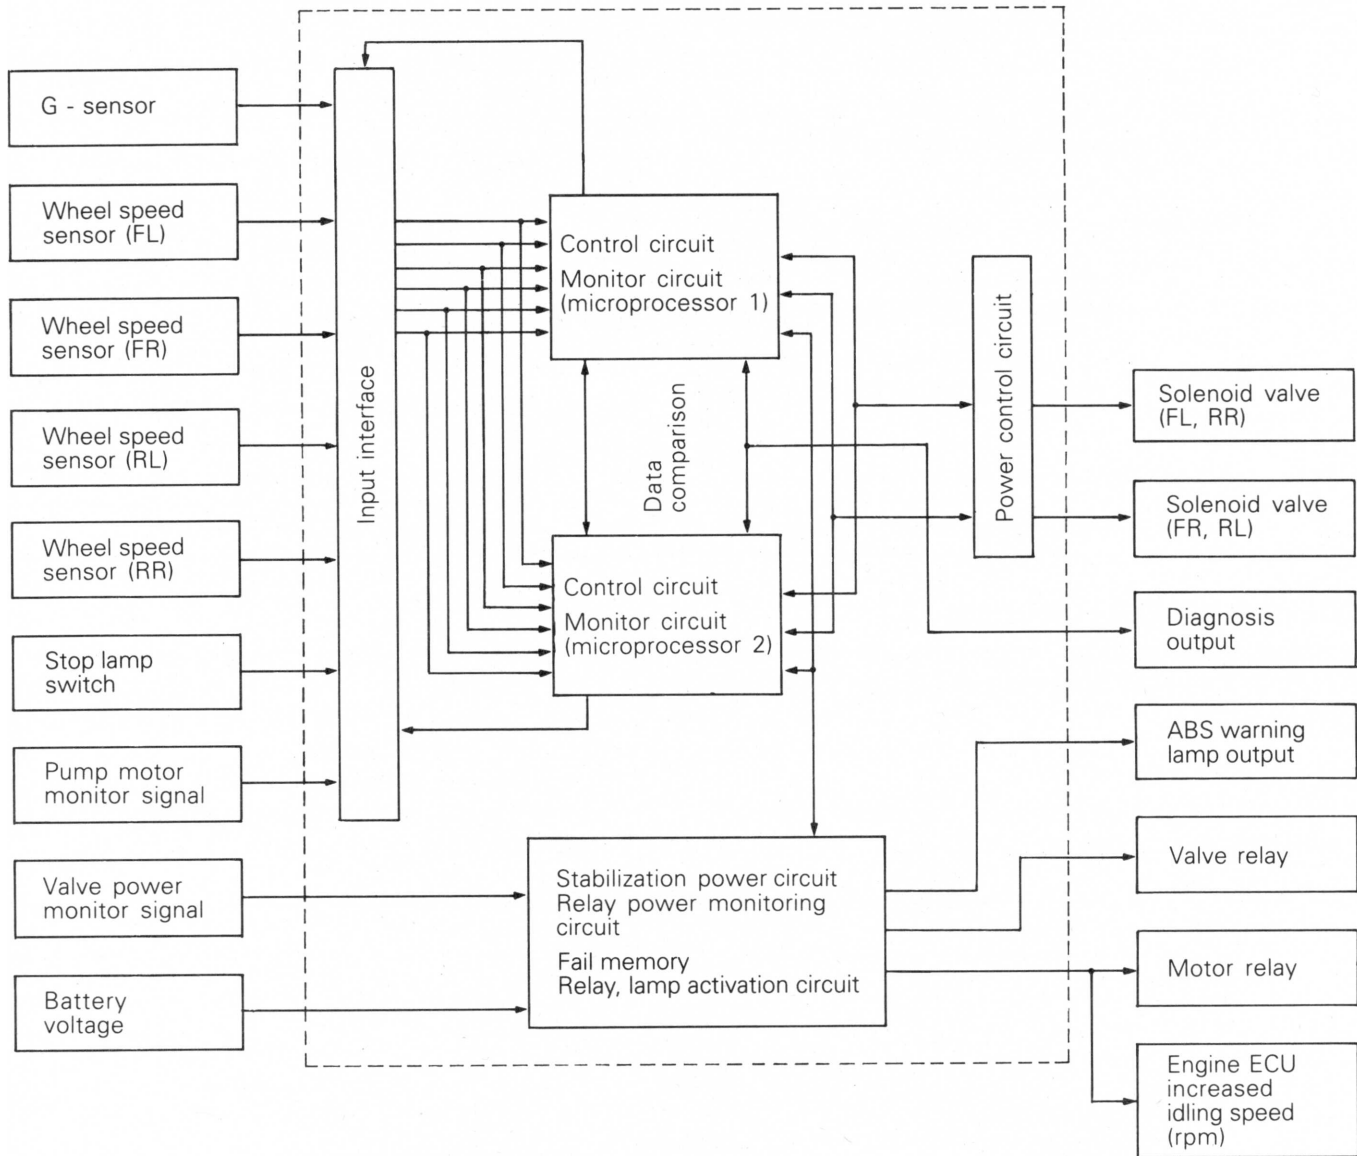 G - sensor
Wheel speed
sensor (FL)
Wheel speed
sensor (FR)
Wheel speed
sensor (RL)
Wheel speed
sensor (RR)
Stop lamp
switch
Pump motor
monitor signal
Valve power
monitor signal
Battery
voltage
Input interface
Control circuit
Monitor circuit
(microprocessor 1)
Data
comparison
Control circuit
Monitor circuit
(microprocessor 2)
Stabilization power circuit
Relay power monitoring
circuit
Fail memory
Relay, lamp activation circuit
Power control circuit
Solenoid valve
(FL, RR)
Solenoid valve
(FR, RL)
Diagnosis
output
ABS warning
lamp output
Valve relay
Motor relay
Engine ECU
increased
idling speed
(rpm)